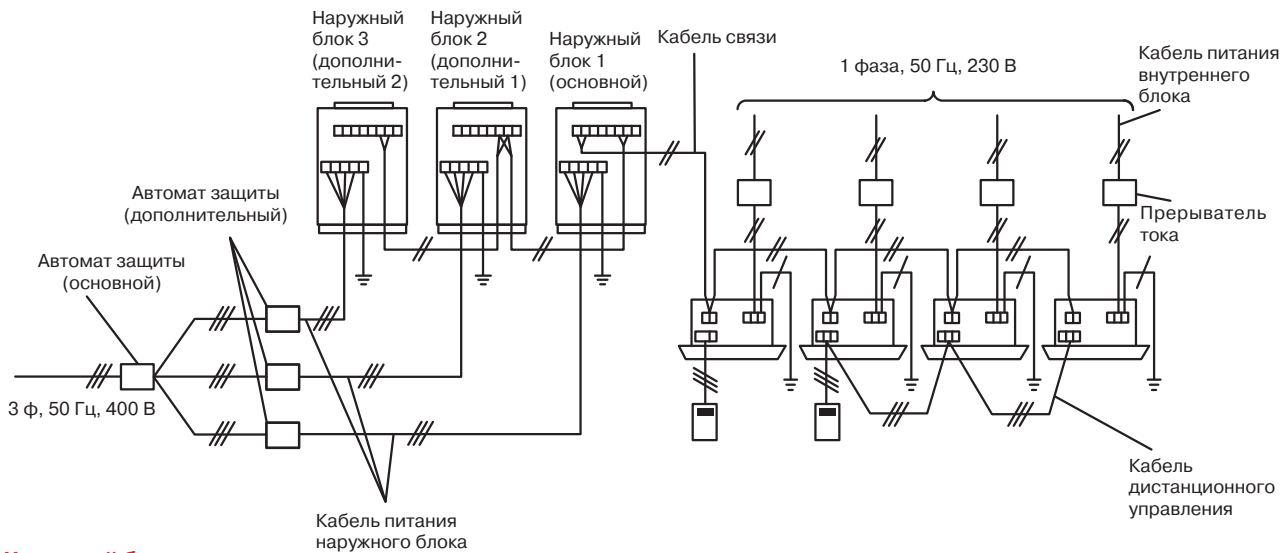 Наружный
блок 3
(дополни-
тельный 2)
Наружный
блок 2
(дополни-
тельный 1)
Наружный
блок 1
(основной)
Кабель связи
1 фаза, 50 Гц, 230 В
Кабель питания
внутреннего
блока
Автомат защиты
(дополнительный)
Прерыватель
тока
Автомат защиты
(основной)
3 ф, 50 Гц, 400 В
Кабель
дистанционного
управления
Кабель питания
наружного блока